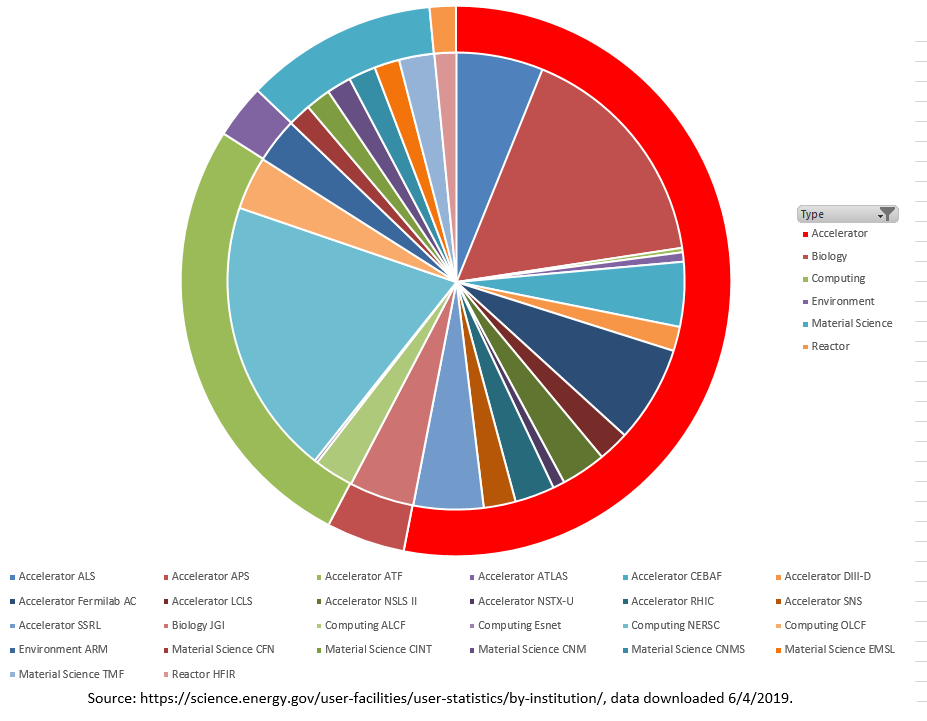 Type
Accelerator
Biology
Computing
Environment
Material Science
Reactor
Accelerator ALS Accelerator APS Accelerator ATF Accelerator ATLAS Accelerator CEBAF Accelerator DIII-D
Accelerator Fermilab AC Accelerator LCLS Accelerator NSLS II Accelerator NSTX-U Accelerator RHIC Accelerator SNS
Accelerator SSRL Biology JGI Computing ALCF Computing Esnet Computing NERSC Computing OLCF
Environment ARM Material Science CFN Material Science CINT Material Science CNM Material Science CNMS Material Science EMSL
Material Science TMF Reactor HFIR
Source: https://science.energy.gov/user-facilities/user-statistics/by-institution/, data downloaded 6/4/2019.